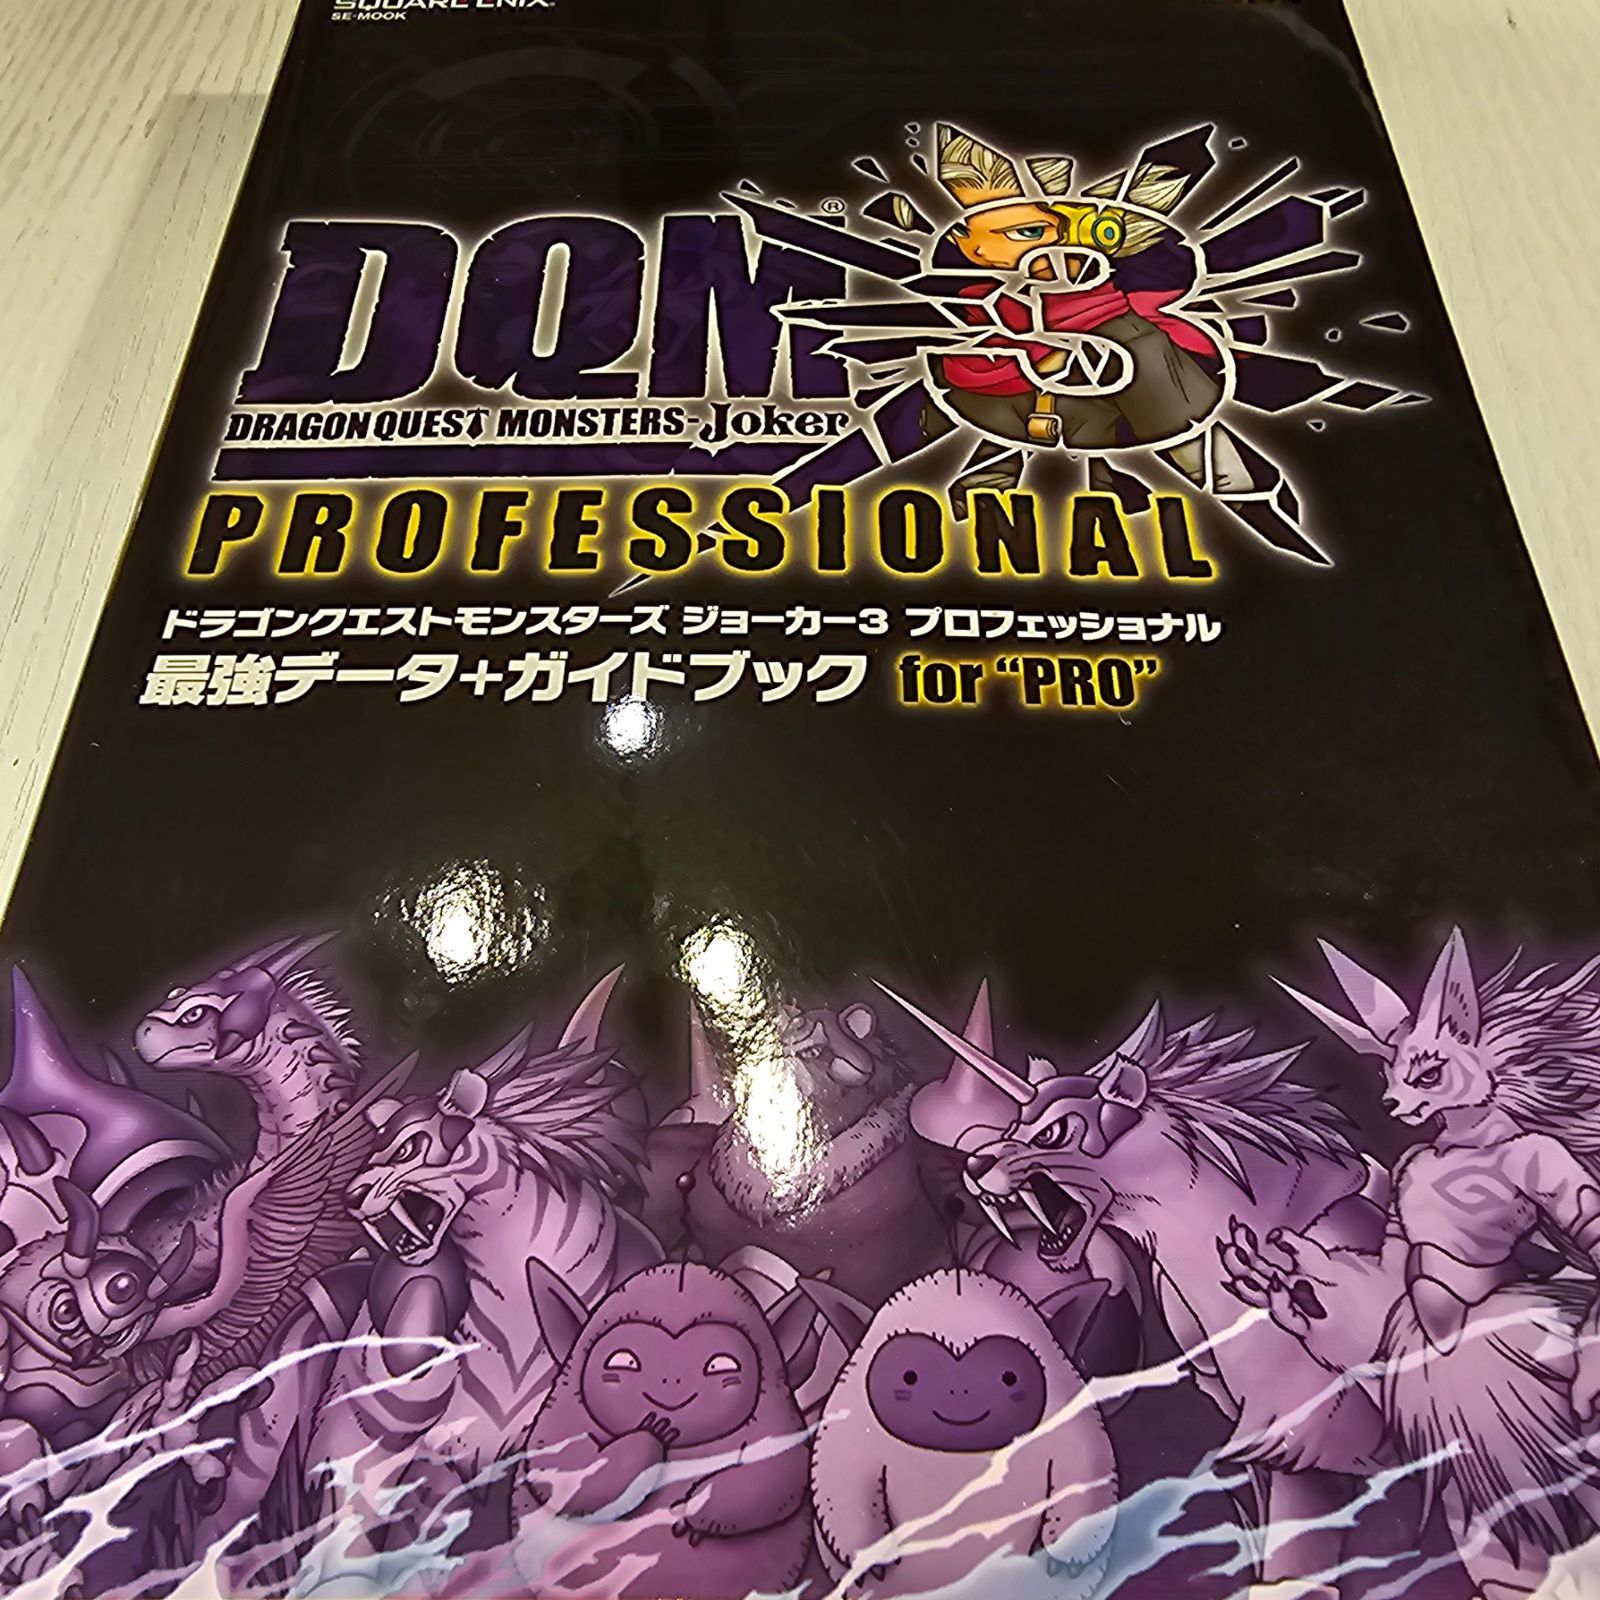 SQUARE ENIX
SE-MOOK
DQM®
3
DRAGON QUEST MONSTERS-Joker
PROFESSIONAL
ドラゴンクエストモンスターズ ジョーカー3 プロフェッショナル
最強データ+ガイドブック for “PRO”